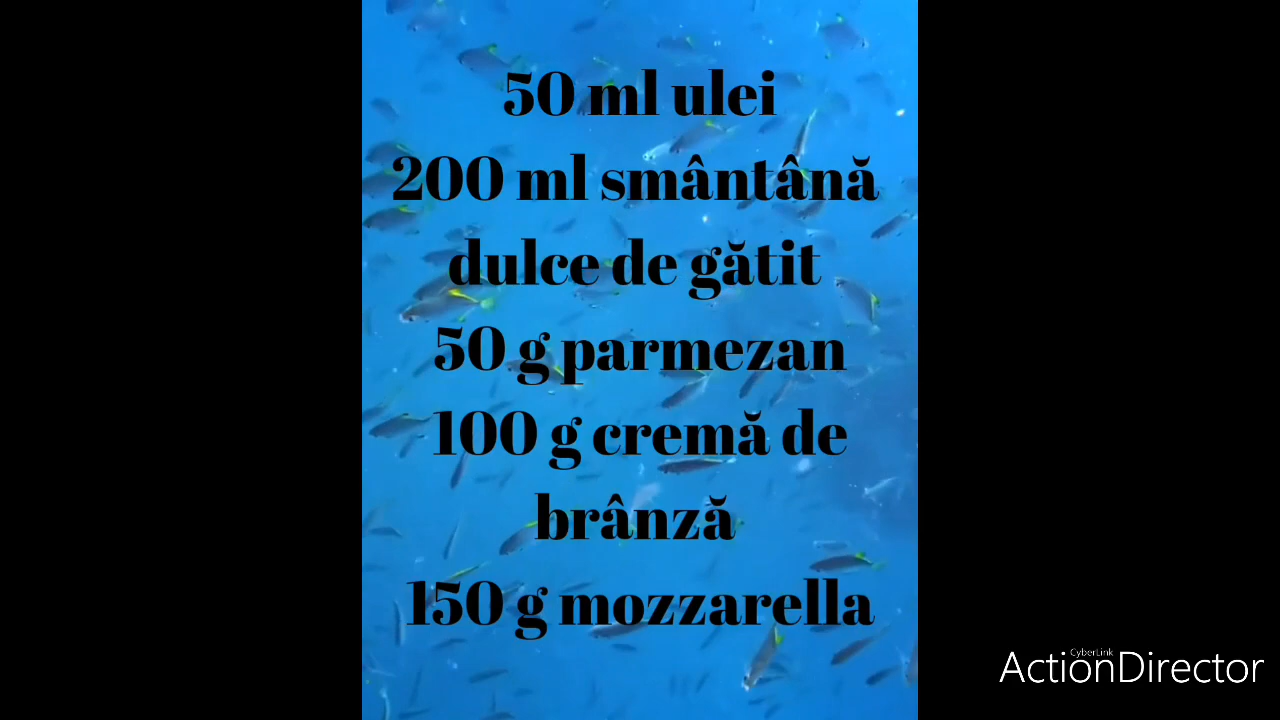 50 ml ulei
200 ml smântână
dulce de gătit
50 g parmezan
100 g cremă de
brânză
150 g mozzarella
CyberLink
ActionDirector